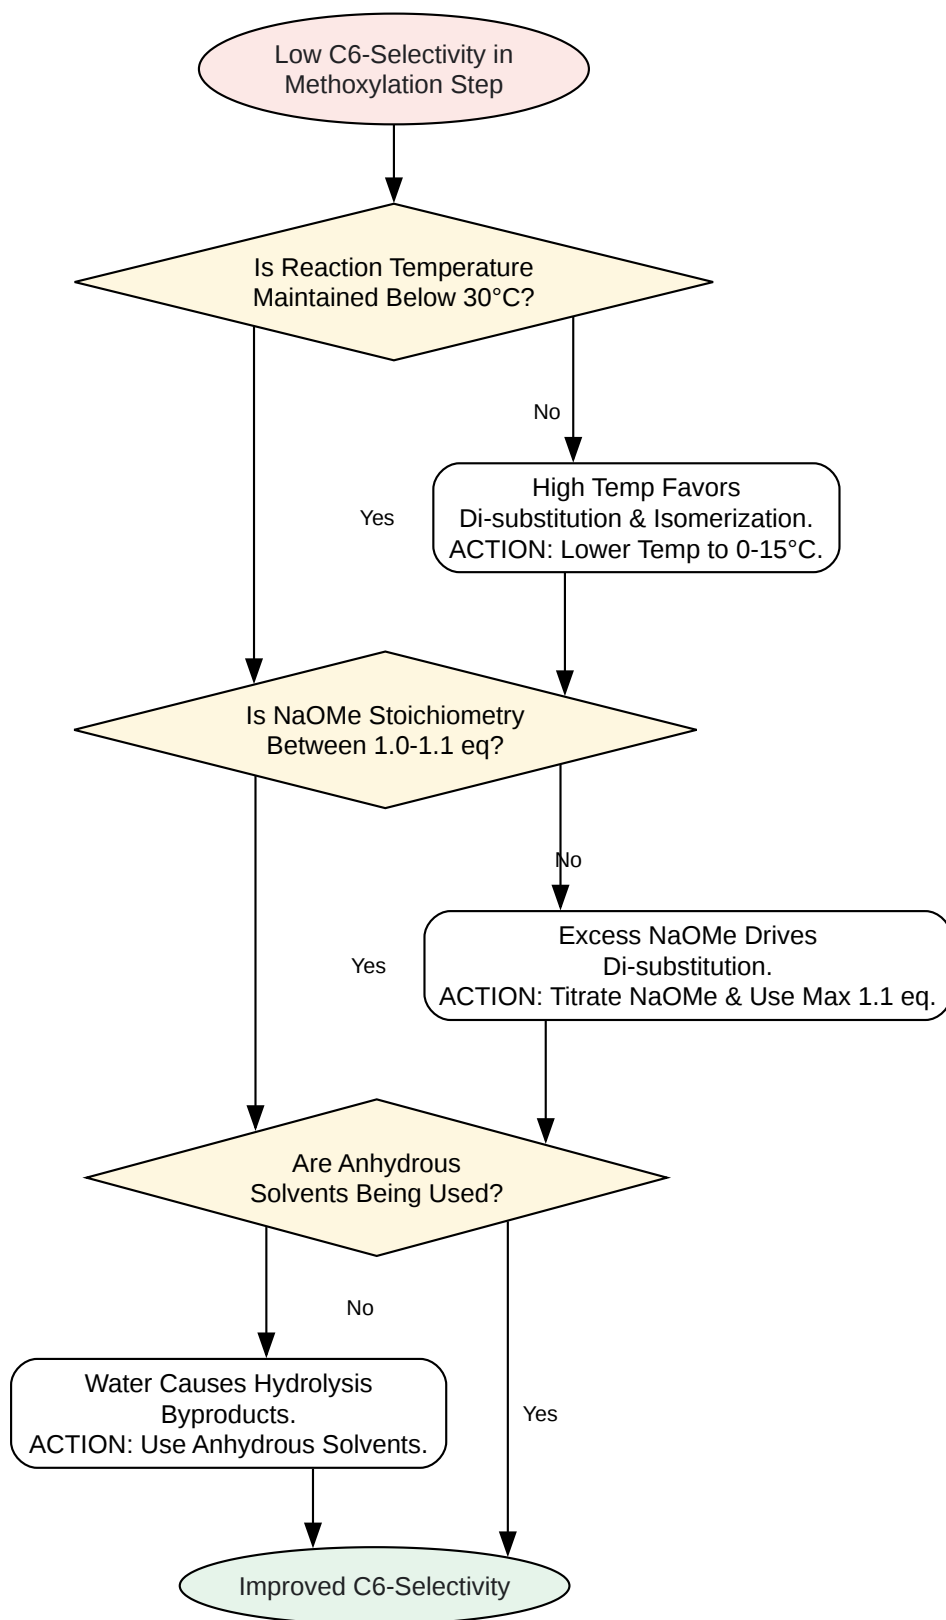 Low C6-Selectivity in
Methoxylation Step
Is Reaction Temperature
Maintained Below 30°C?
No
Yes
High Temp Favors
Di-substitution & Isomerization.
ACTION: Lower Temp to 0-15°C.
Is NaOMe Stoichiometry
Between 1.0-1.1 eq?
No
Yes
Excess NaOMe Drives
Di-substitution.
ACTION: Titrate NaOMe & Use Max 1.1 eq.
Are Anhydrous
Solvents Being Used?
No
Water Causes Hydrolysis
Byproducts.
ACTION: Use Anhydrous Solvents.
Yes
Improved C6-Selectivity